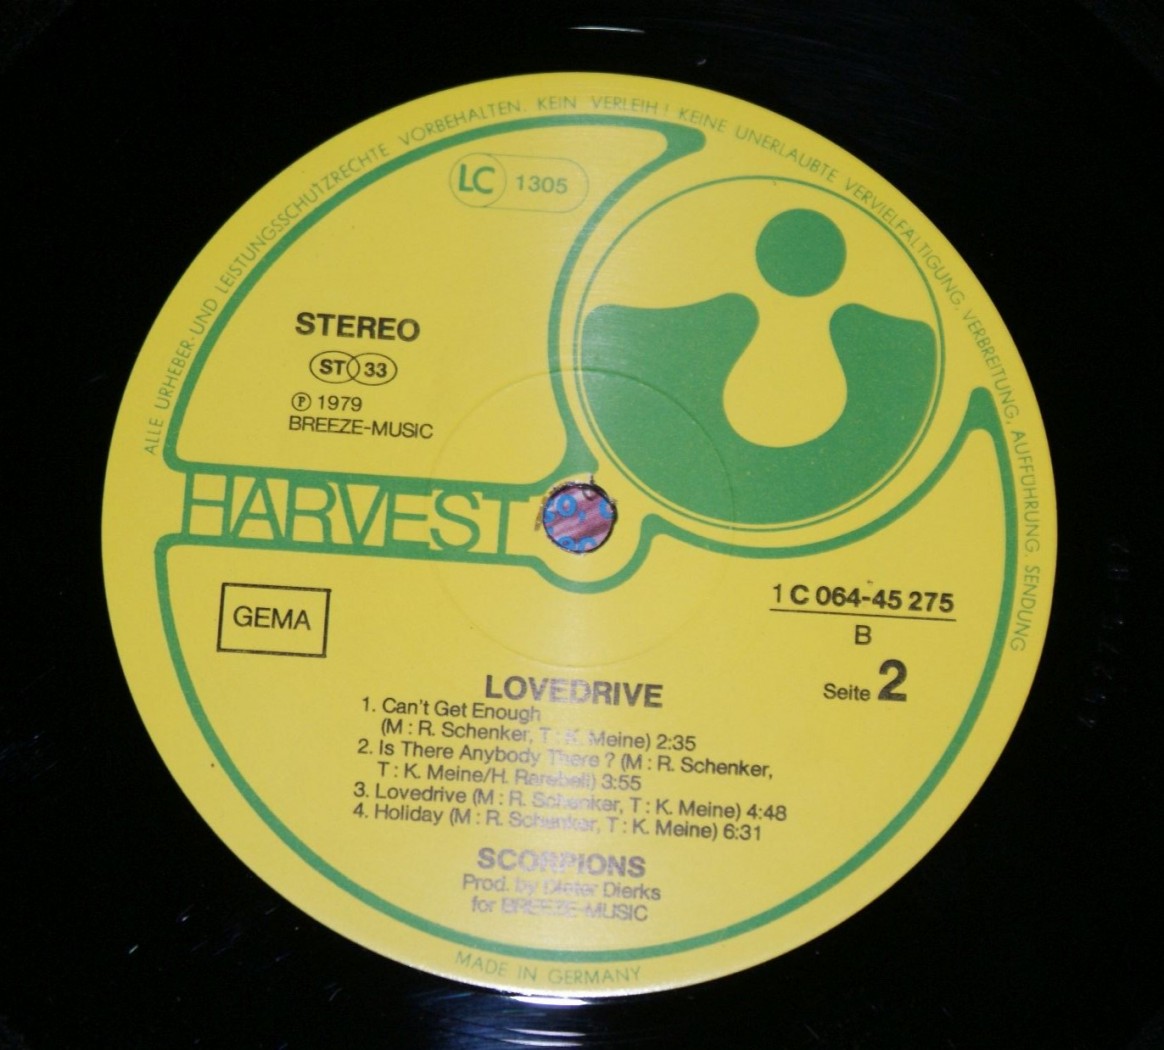 ALLE URHEBER- UND LEISTUNGSSCHUTZRECHTE VORBEHALTEN. KEIN VERLEIH! KEINE UNERLAUBTE VERVIELFÄLTIGUNG, VERBREITUNG, AUFFÜHRUNG, SENDUNG
LC 1305
STEREO
ST 33
Ⓟ 1979
BREEZE-MUSIC
HARVEST
GEMA
1 C 064-45 275
B
Seite 2
LOVEDRIVE
1. Can't Get Enough
(M : R. Schenker, T : K. Meine) 2:35
2. Is There Anybody There ? (M : R. Schenker,
T : K. Meine/H. Rarebell) 3:55
3. Lovedrive (M : R. Schenker, T : K. Meine) 4:48
4. Holiday (M : R. Schenker, T : K. Meine) 6:31
SCORPIONS
Prod. by Dieter Dierks
for BREEZE-MUSIC
MADE IN GERMANY